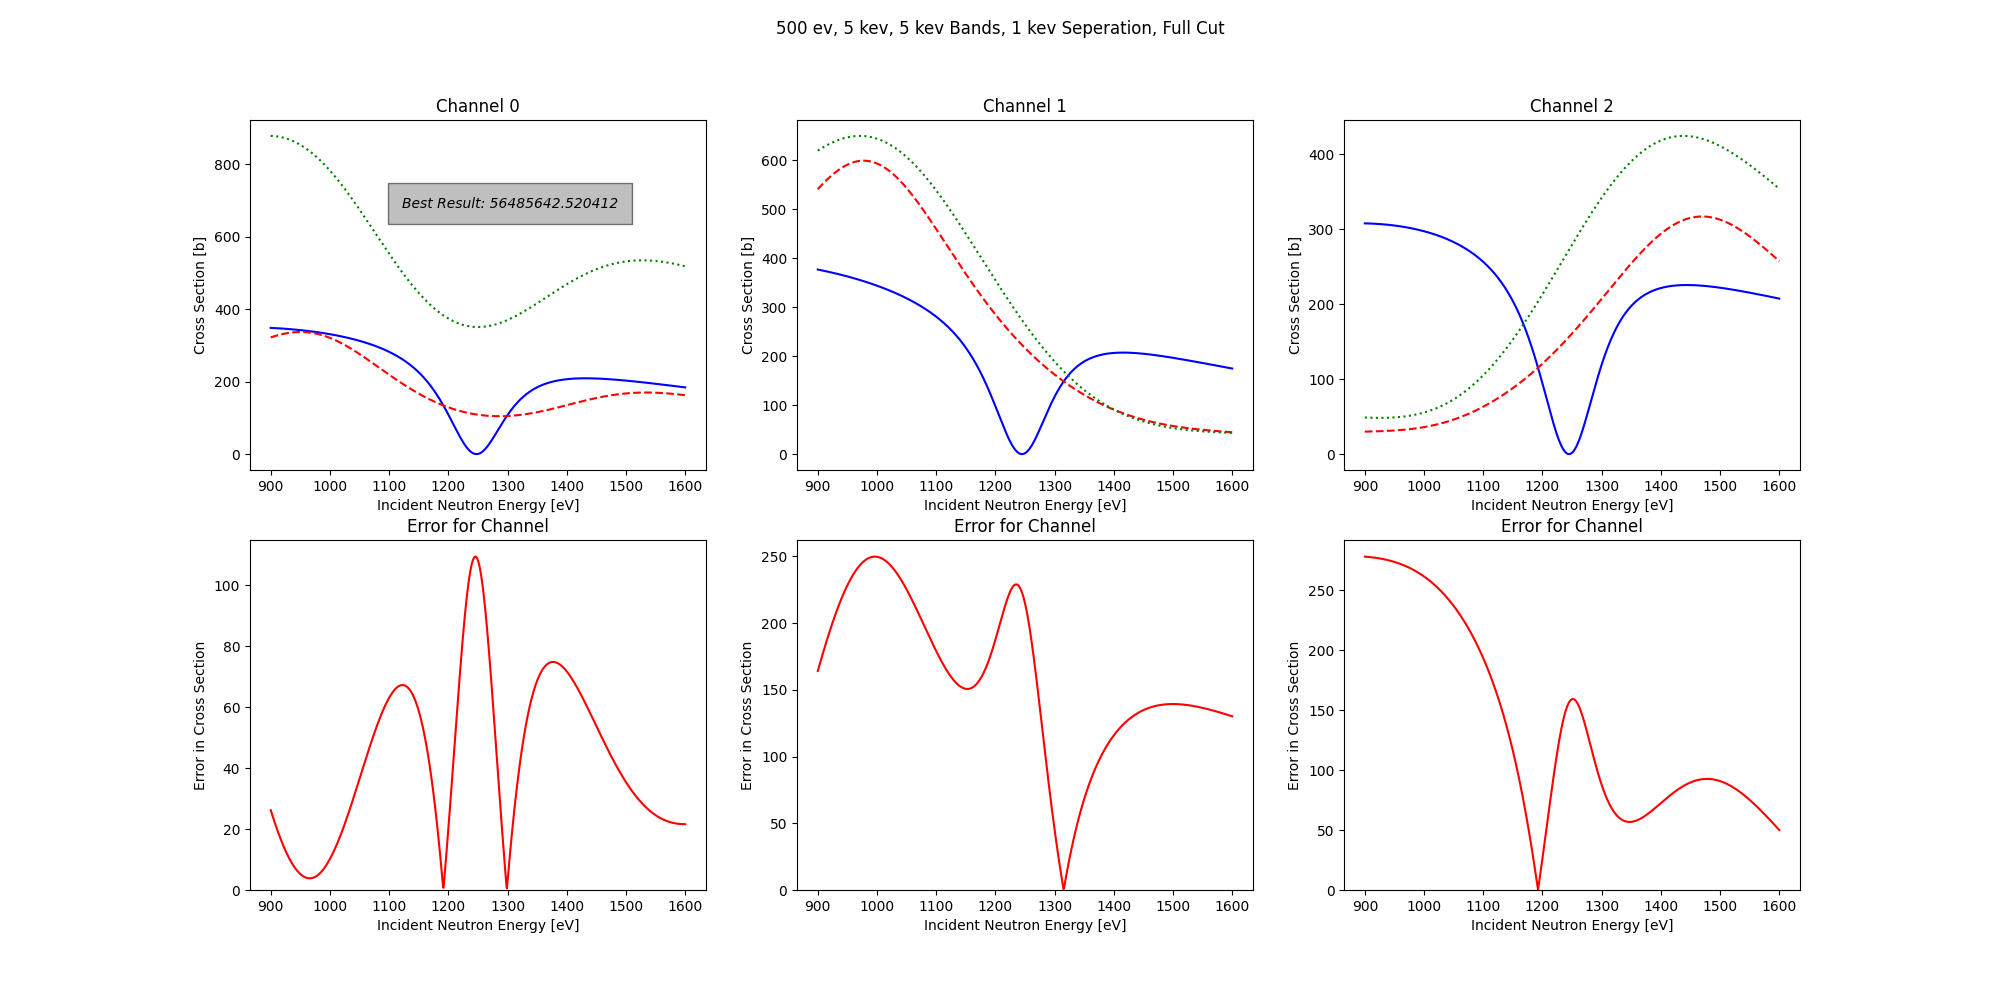 500 ev, 5 kev, 5 kev Bands, 1 kev Seperation, Full Cut
Channel 0
Cross Section [b]
800
600
400
200
0
Best Result: 56485642.520412
900 1000 1100 1200 1300 1400 1500 1600
Incident Neutron Energy [eV]
Channel 1
Cross Section [b]
600
500
400
300
200
100
0
900 1000 1100 1200 1300 1400 1500 1600
Incident Neutron Energy [eV]
Channel 2
Cross Section [b]
400
300
200
100
0
900 1000 1100 1200 1300 1400 1500 1600
Incident Neutron Energy [eV]
Error for Channel
Error in Cross Section
100
80
60
40
20
0
900 1000 1100 1200 1300 1400 1500 1600
Incident Neutron Energy [eV]
Error for Channel
Error in Cross Section
250
200
150
100
50
0
900 1000 1100 1200 1300 1400 1500 1600
Incident Neutron Energy [eV]
Error for Channel
Error in Cross Section
250
200
150
100
50
0
900 1000 1100 1200 1300 1400 1500 1600
Incident Neutron Energy [eV]